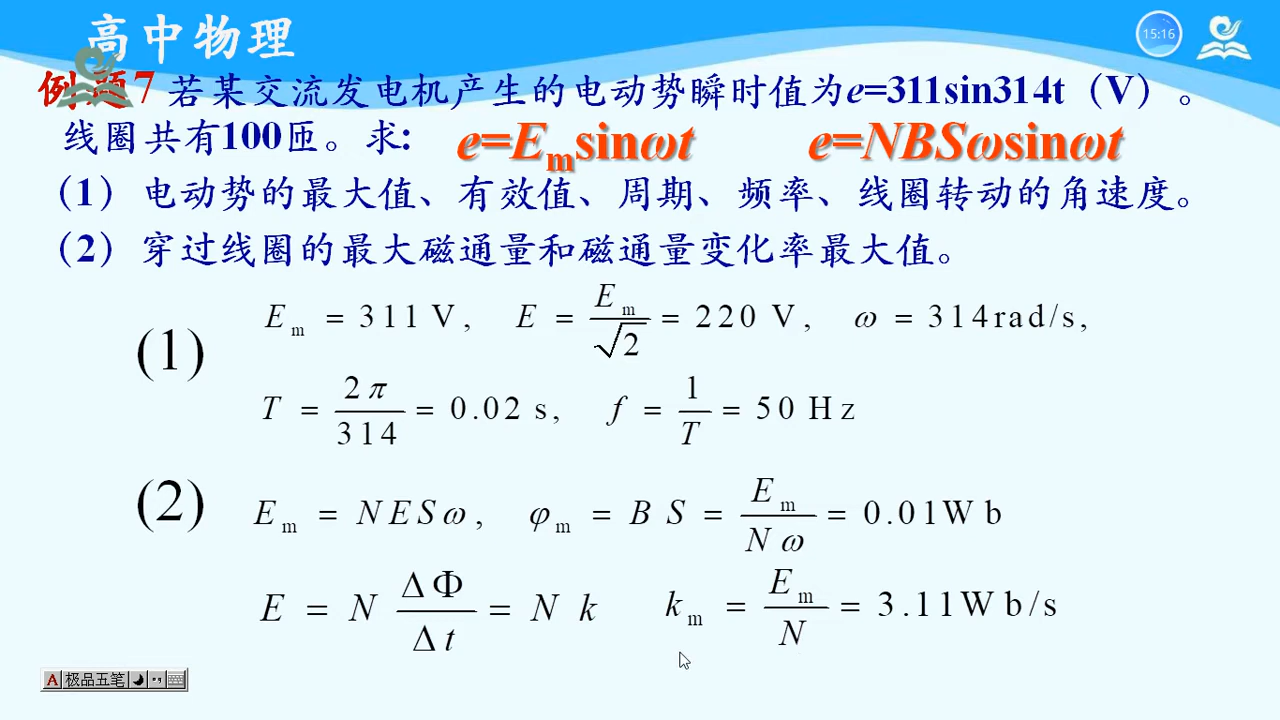 高中物理
15:16
例题7 若某交流发电机产生的电动势瞬时值为e=311sin314t（V）。
线圈共有100匝。求: e=Eₘsinωt e=NBSωsinωt
（1）电动势的最大值、有效值、周期、频率、线圈转动的角速度。
（2）穿过线圈的最大磁通量和磁通量变化率最大值。
(1) Eₘ = 311 V, E = Eₘ/√2 = 220 V, ω = 314rad/s,
T = 2π/314 = 0.02 s, f = 1/T = 50 Hz
(2) Eₘ = NESω, φₘ = BS = Eₘ/Nω = 0.01Wb
E = N ΔΦ/Δt = N k kₘ = Eₘ/N = 3.11Wb/s
A 极品五笔